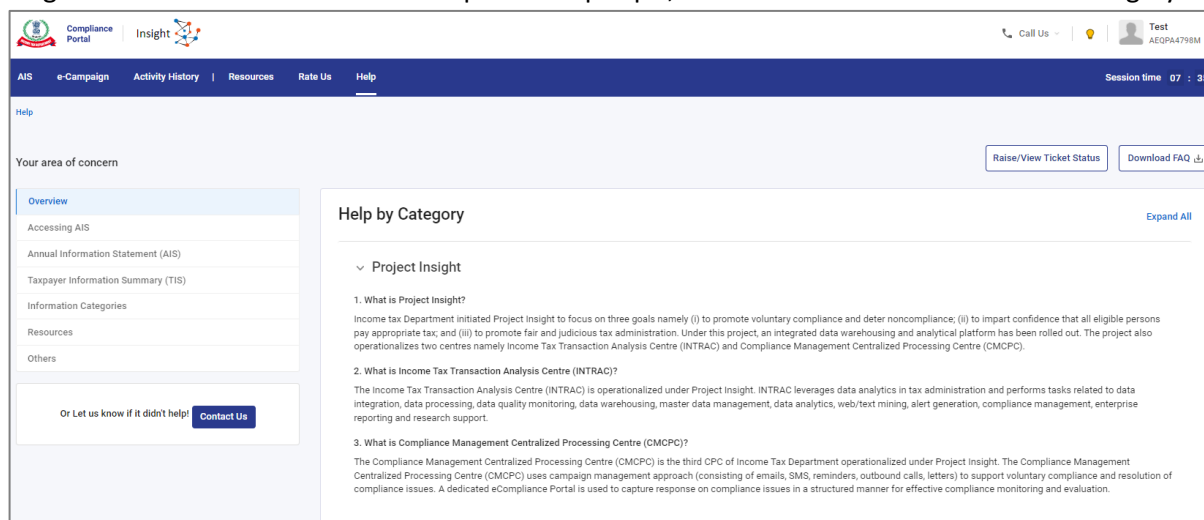 Compliance
Portal
Insight
Call Us
Test
AEQPA4798M
AIS e-Campaign Activity History | Resources Rate Us Help
Session time 07 : 3
Help
Your area of concern
Raise/View Ticket Status
Download FAQ
Overview
Accessing AIS
Annual Information Statement (AIS)
Taxpayer Information Summary (TIS)
Information Categories
Resources
Others
Or Let us know if it didn't help! Contact Us
Help by Category
Expand All
Project Insight
1. What is Project Insight?
Income tax Department initiated Project Insight to focus on three goals namely (i) to promote voluntary compliance and deter noncompliance; (ii) to impart confidence that all eligible persons
pay appropriate tax; and (iii) to promote fair and judicious tax administration. Under this project, an integrated data warehousing and analytical platform has been rolled out. The project also
operationalizes two centres namely Income Tax Transaction Analysis Centre (INTRAC) and Compliance Management Centralized Processing Centre (CMCPC).
2. What is Income Tax Transaction Analysis Centre (INTRAC)?
The Income Tax Transaction Analysis Centre (INTRAC) is operationalized under Project Insight. INTRAC leverages data analytics in tax administration and performs tasks related to data
integration, data processing, data quality monitoring, data warehousing, master data management, data analytics, web/text mining, alert generation, compliance management, enterprise
reporting and research support.
3. What is Compliance Management Centralized Processing Centre (CMCPC)?
The Compliance Management Centralized Processing Centre (CMCPC) is the third CPC of Income Tax Department operationalized under Project Insight. The Compliance Management
Centralized Processing Centre (CMCPC) uses campaign management approach (consisting of emails, SMS, reminders, outbound calls, letters) to support voluntary compliance and resolution of
compliance issues. A dedicated eCompliance Portal is used to capture response on compliance issues in a structured manner for effective compliance monitoring and evaluation.